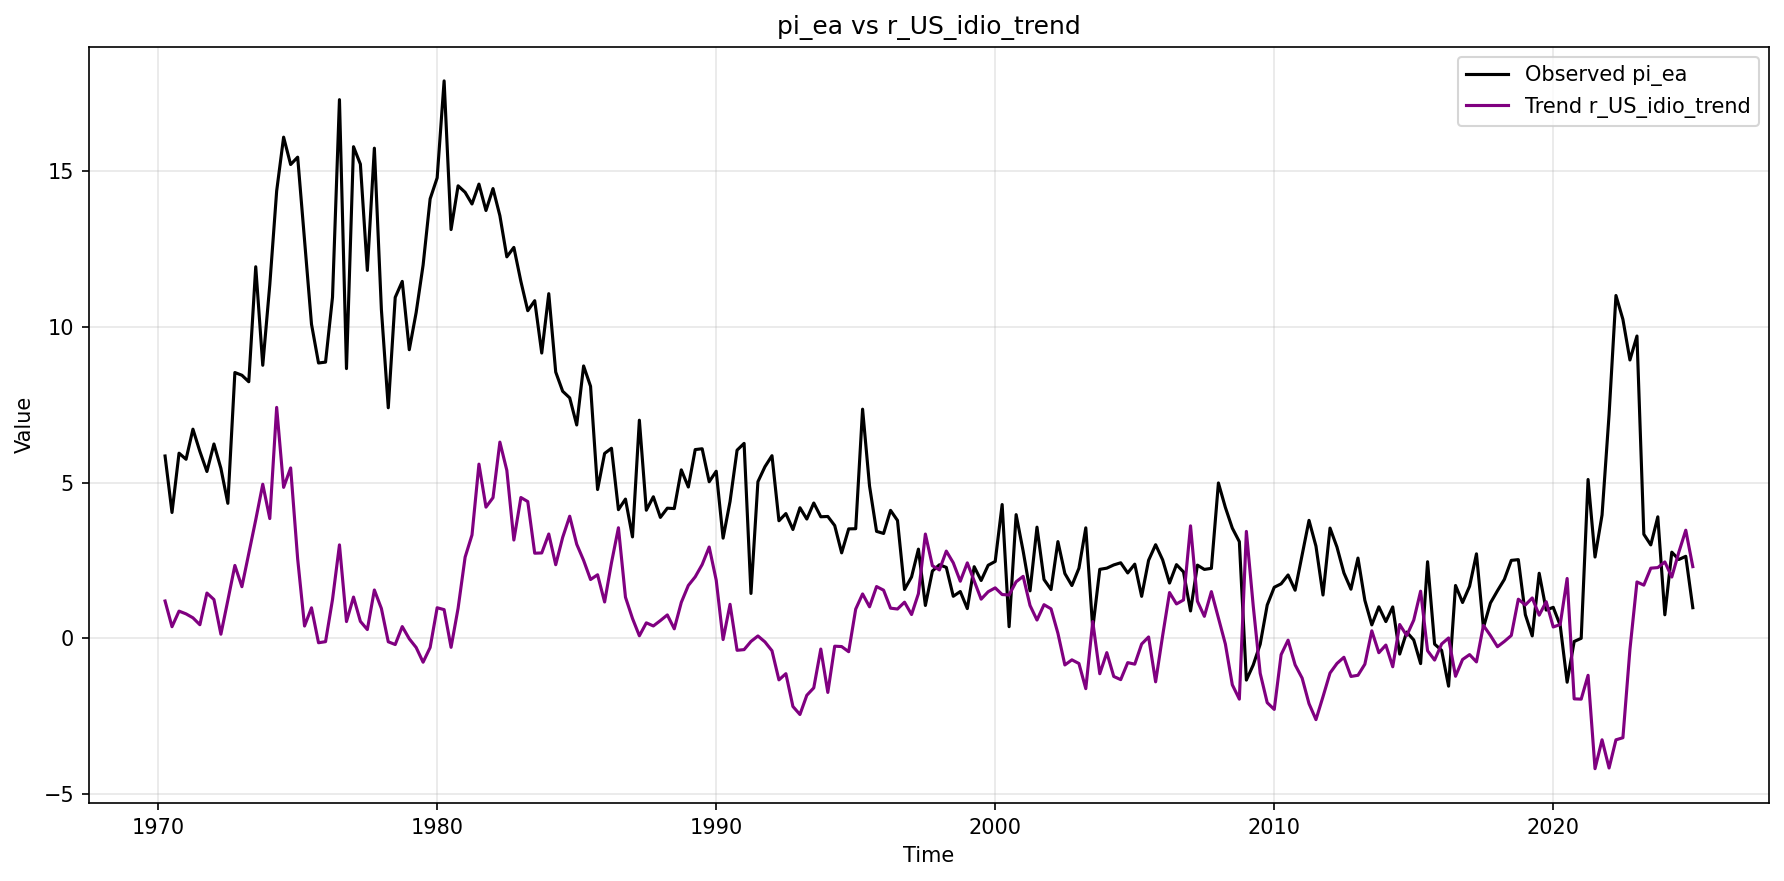 pi_ea vs r_US_idio_trend
Observed pi_ea
Trend r_US_idio_trend
Value
15
10
5
0
−5
1970
1980
1990
2000
2010
2020
Time